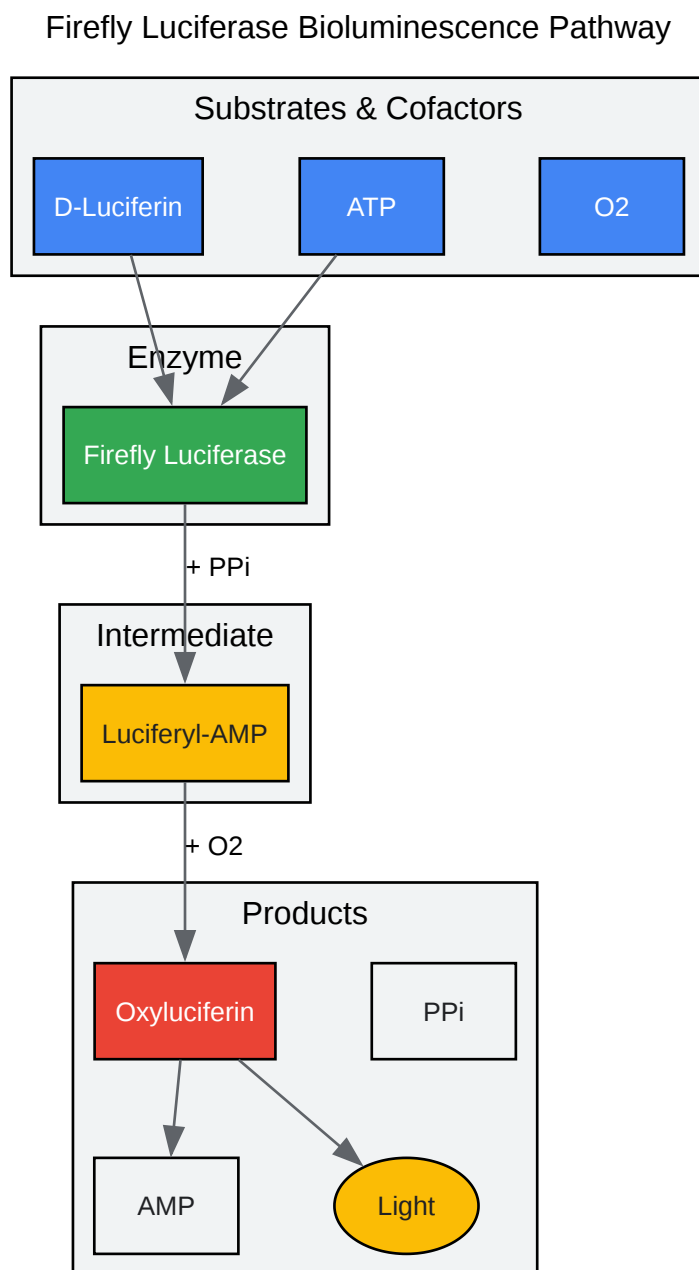 Firefly Luciferase Bioluminescence Pathway
Substrates & Cofactors
D-Luciferin
ATP
O2
Enzyme
Firefly Luciferase
+ PPi
Intermediate
Luciferyl-AMP
+ O2
Products
Oxyluciferin
PPi
AMP
Light